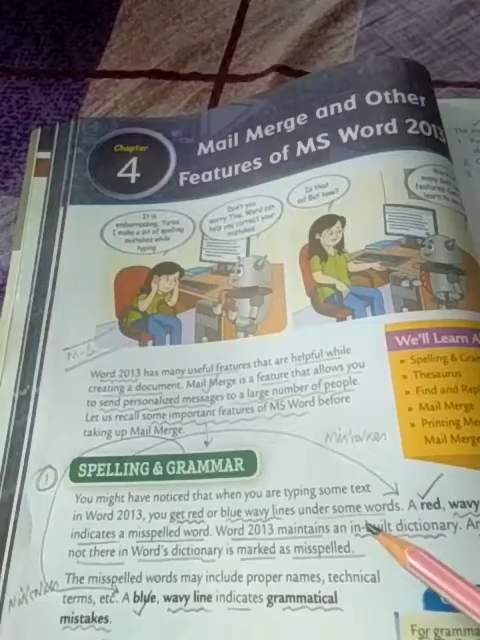 Chapter
4
Mail Merge and Other
Features of MS Word 2013
It is
embarrassing, Turbo.
I make a lot of spelling
mistakes while
typing.
Don't you
worry Tina. Word can
help you correct your
mistakes.
Is that
so? But how?
Word 2013 has many useful features that are helpful while
creating a document. Mail Merge is a feature that allows you
to send personalized messages to a large number of people.
Let us recall some important features of MS Word before
taking up Mail Merge.
We'll Learn
» Spelling &
» Thesaurus
» Find and
» Mail Merge
» Printing
Mail Merge
Mistakes
1
SPELLING & GRAMMAR
You might have noticed that when you are typing some text
in Word 2013, you get red or blue wavy lines under some words. A red, wavy
indicates a misspelled word. Word 2013 maintains an in-built dictionary.
not there in Word's dictionary is marked as misspelled.
Mistakes
The misspelled words may include proper names, technical
terms, etc. A blue, wavy line indicates grammatical
mistakes.
For